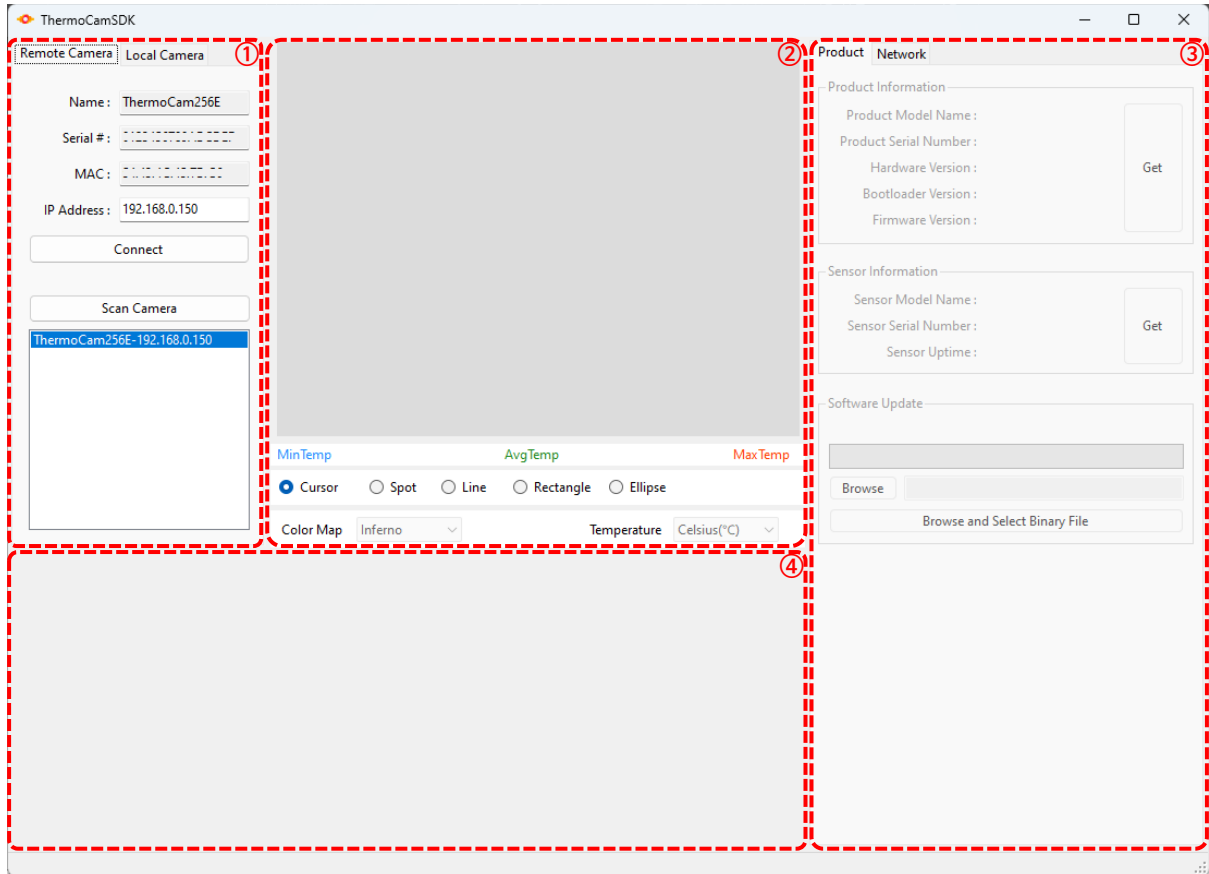 ThermoCamSDK
Remote Camera Local Camera ①
Name : ThermoCam256E
Serial # :
MAC :
IP Address : 192.168.0.150
Connect
Scan Camera
ThermoCam256E-192.168.0.150
②
MinTemp AvgTemp MaxTemp
Cursor Spot Line Rectangle Ellipse
Color Map Inferno Temperature Celsius(°C)
Product Network ③
Product Information
Product Model Name :
Product Serial Number :
Hardware Version :
Bootloader Version :
Firmware Version :
Get
Sensor Information
Sensor Model Name :
Sensor Serial Number :
Sensor Uptime :
Get
Software Update
Browse
Browse and Select Binary File
④